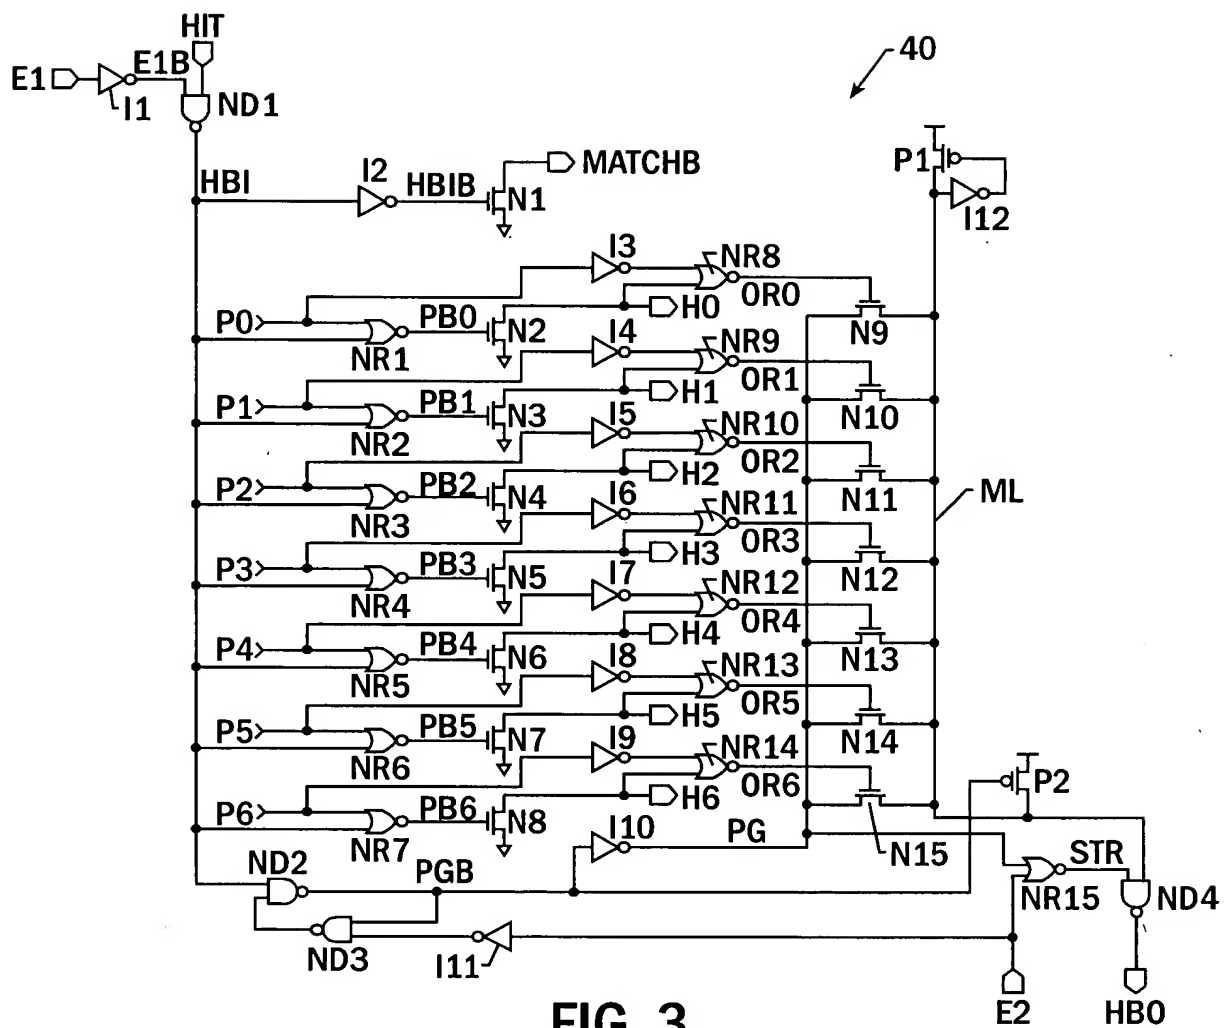 HIT
E1
E1B
I1
ND1
40
P1
I12
HBI
I2
HBIB
N1
MATCHB
I3
NR8
OR0
P0
NR1
PB0
N2
H0
N9
I4
NR9
OR1
P1
NR2
PB1
N3
H1
N10
I5
NR10
OR2
P2
NR3
PB2
N4
H2
N11
ML
I6
NR11
OR3
P3
NR4
PB3
N5
H3
N12
I7
NR12
OR4
P4
NR5
PB4
N6
H4
N13
I8
NR13
OR5
P5
NR6
PB5
N7
H5
N14
I9
NR14
OR6
P6
NR7
PB6
N8
H6
N15
P2
I10
PG
ND2
PGB
STR
NR15
ND4
ND3
I11
E2
HBO
FIG. 3